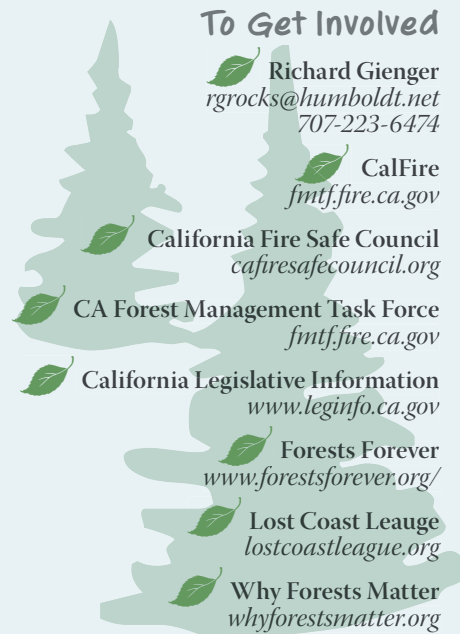 To Get Involved
Richard Gienger
rgrocks@humboldt.net
707-223-6474
CalFire
fmtf.fire.ca.gov
California Fire Safe Council
cafiresafecouncil.org
CA Forest Management Task Force
fmtf.fire.ca.gov
California Legislative Information
www.leginfo.ca.gov
Forests Forever
www.forestsforever.org/
Lost Coast Leauge
lostcoastleague.org
Why Forests Matter
whyforestsmatter.org